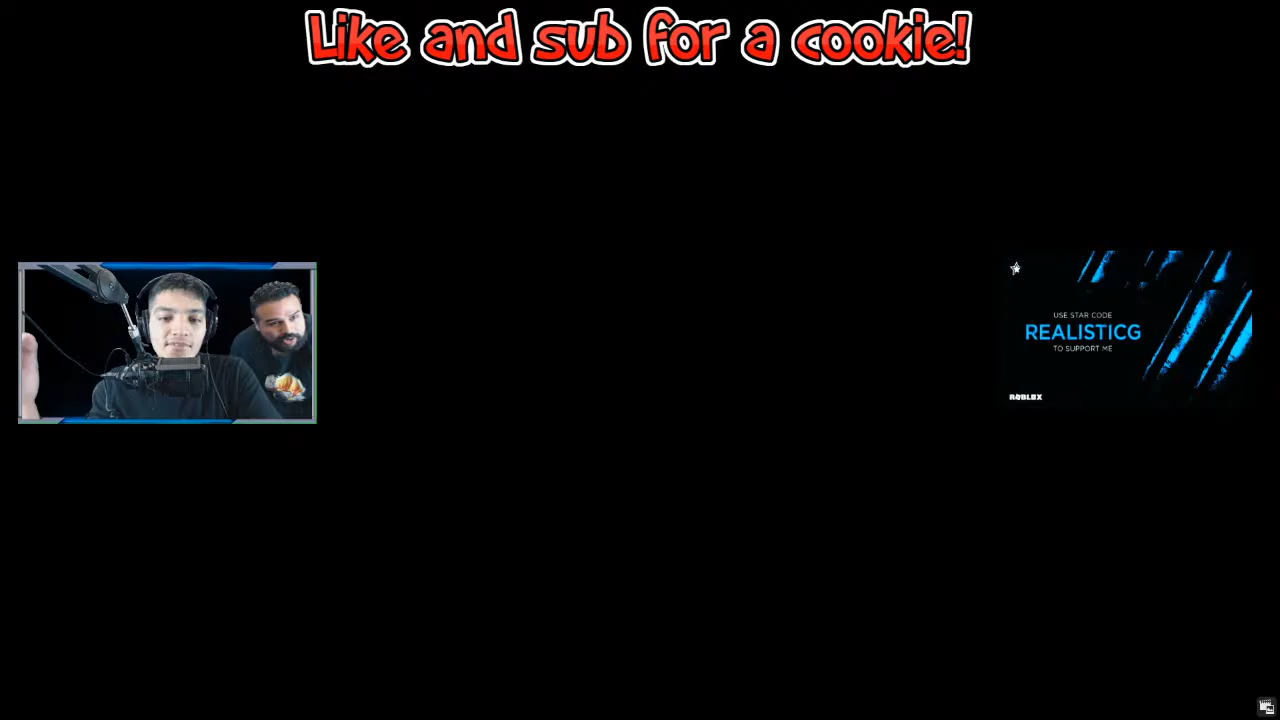 Like and sub for a cookie!
USE STAR CODE
REALISTICG
TO SUPPORT ME
ROBLOX